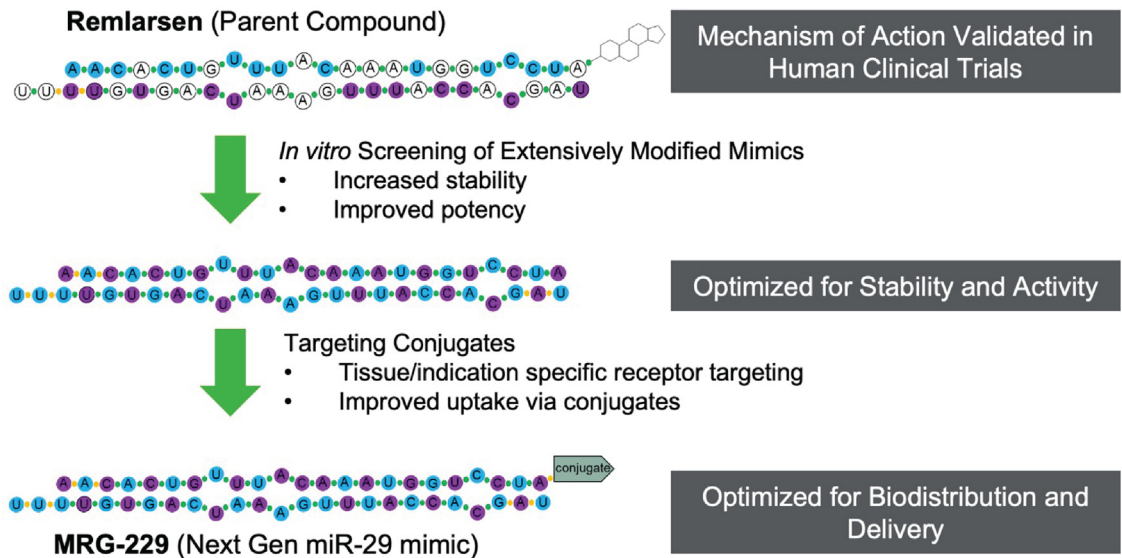 Remlarsen (Parent Compound)
A A C A C U G U U U A C A A A U G G U C C U A
U U U U G U G A C U A A A G U U U A C C A C G A U
Mechanism of Action Validated in
Human Clinical Trials
In vitro Screening of Extensively Modified Mimics
• Increased stability
• Improved potency
A A C A C U G U U U A C A A A U G G U C C U A
U U U U G U G A C U A A A G U U U A C C A C G A U
Optimized for Stability and Activity
Targeting Conjugates
• Tissue/indication specific receptor targeting
• Improved uptake via conjugates
A A C A C U G U U U A C A A A U G G U C C U A
conjugate
U U U U G U G A C U A A A G U U U A C C A C G A U
Optimized for Biodistribution and
Delivery
MRG-229 (Next Gen miR-29 mimic)